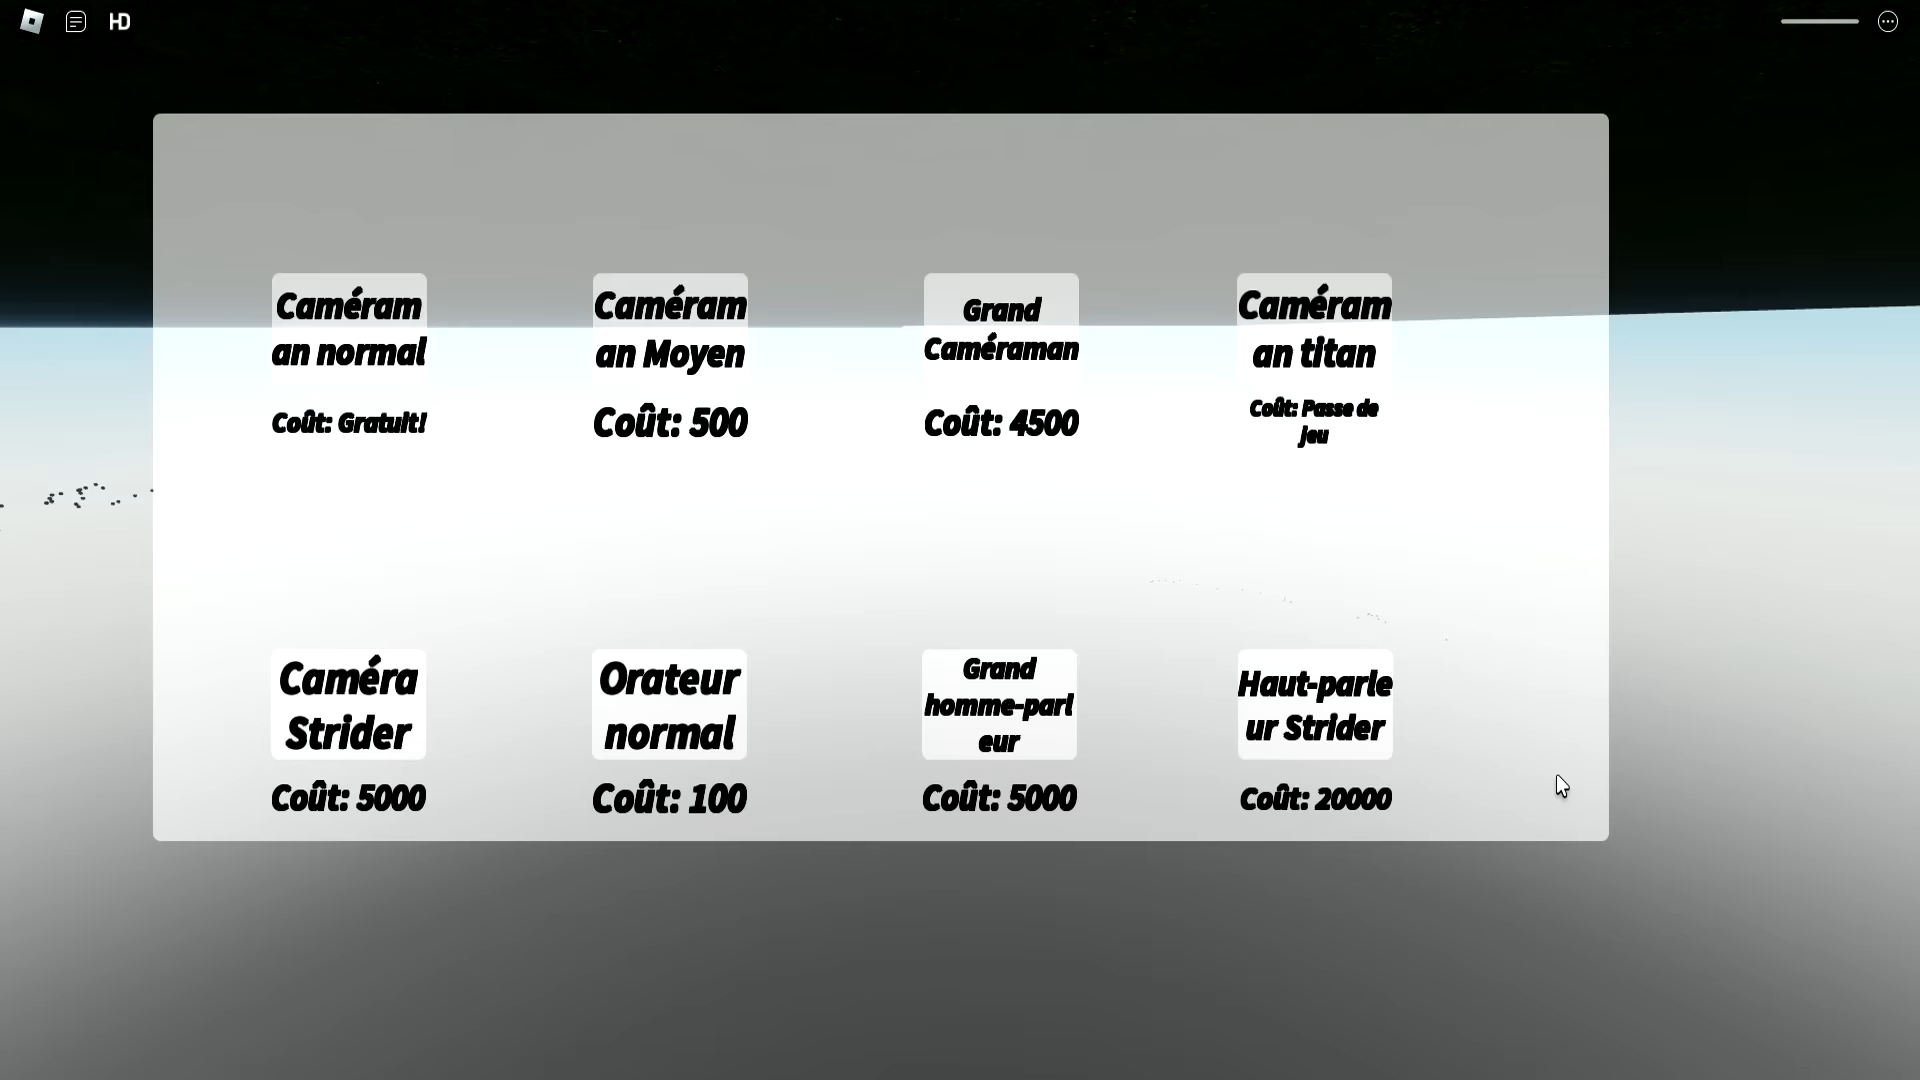 HD
Caméram
an normal
Coût: Gratuit!
Caméram
an Moyen
Coût: 500
Grand
Caméraman
Coût: 4500
Caméram
an titan
Coût: Passe de
jeu
Caméra
Strider
Coût: 5000
Orateur
normal
Coût: 100
Grand
homme-parl
eur
Coût: 5000
Haut-parle
ur Strider
Coût: 20000